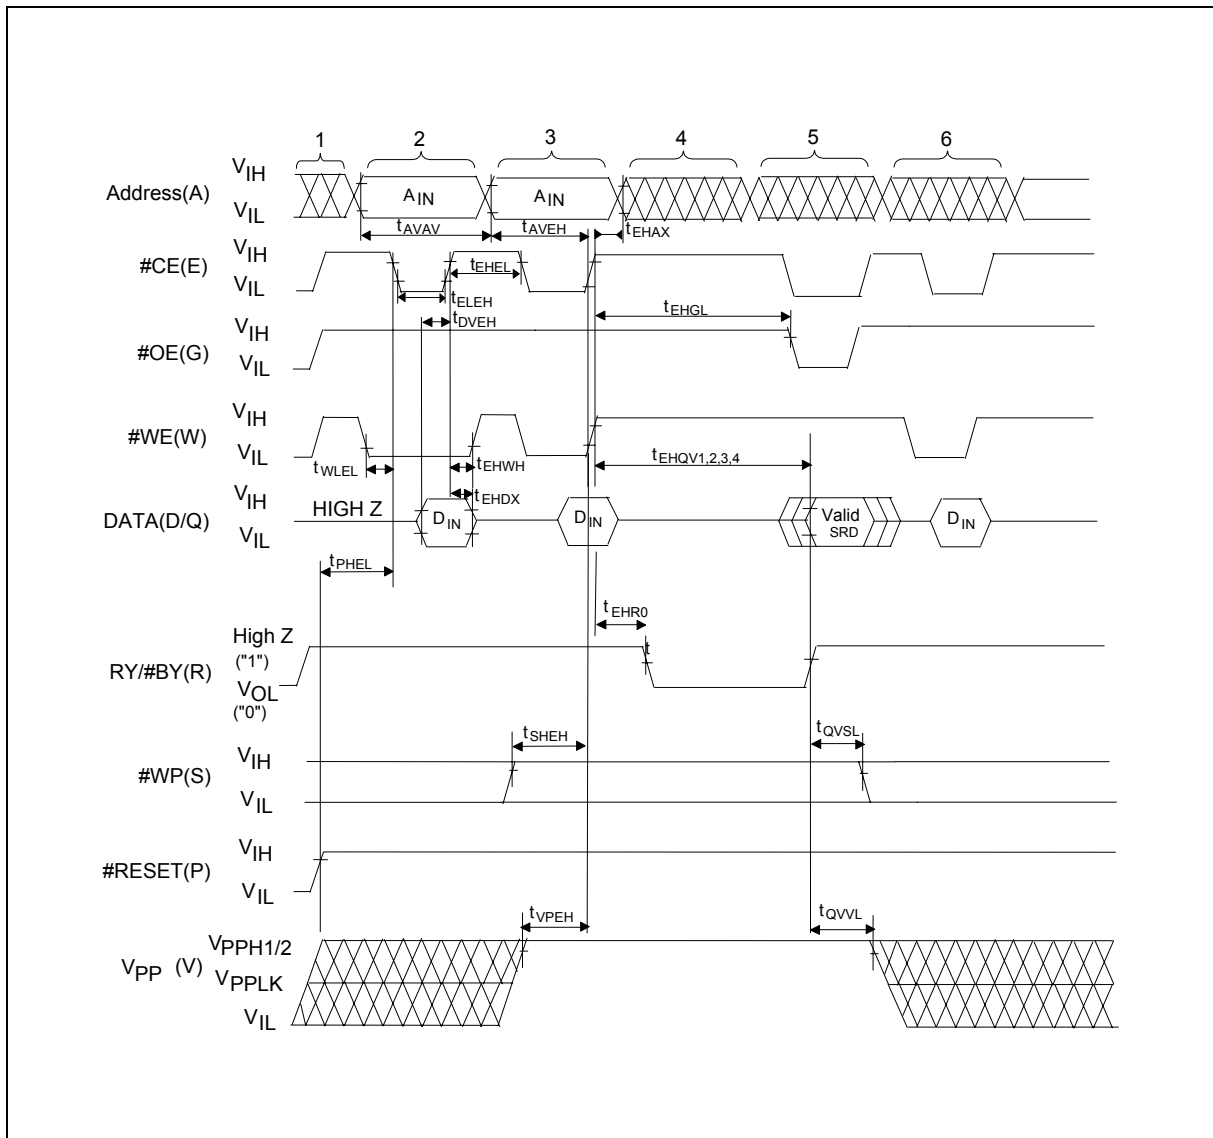 1 2 3 4 5 6
VIH
Address(A) AIN AIN
VIL
tAVAV tAVEH tEHAX
VIH
#CE(E) tEHEL
VIL
tELEH
tEHGL
tDVEH
VIH
#OE(G)
VIL
VIH
#WE(W)
VIL
tWLEL tEHWH tEHQV1,2,3,4
tEHDX
VIH HIGH Z
DATA(D/Q) DIN DIN Valid SRD DIN
VIL
tPHEL
tEHR0
High Z
("1")
t
RY/#BY(R)
VOL
("0")
tSHEH tQVSL
VIH
#WP(S)
VIL
VIH
#RESET(P)
VIL
tVPEH tQVVL
VPPH1/2
VPP (V) VPPLK
VIL